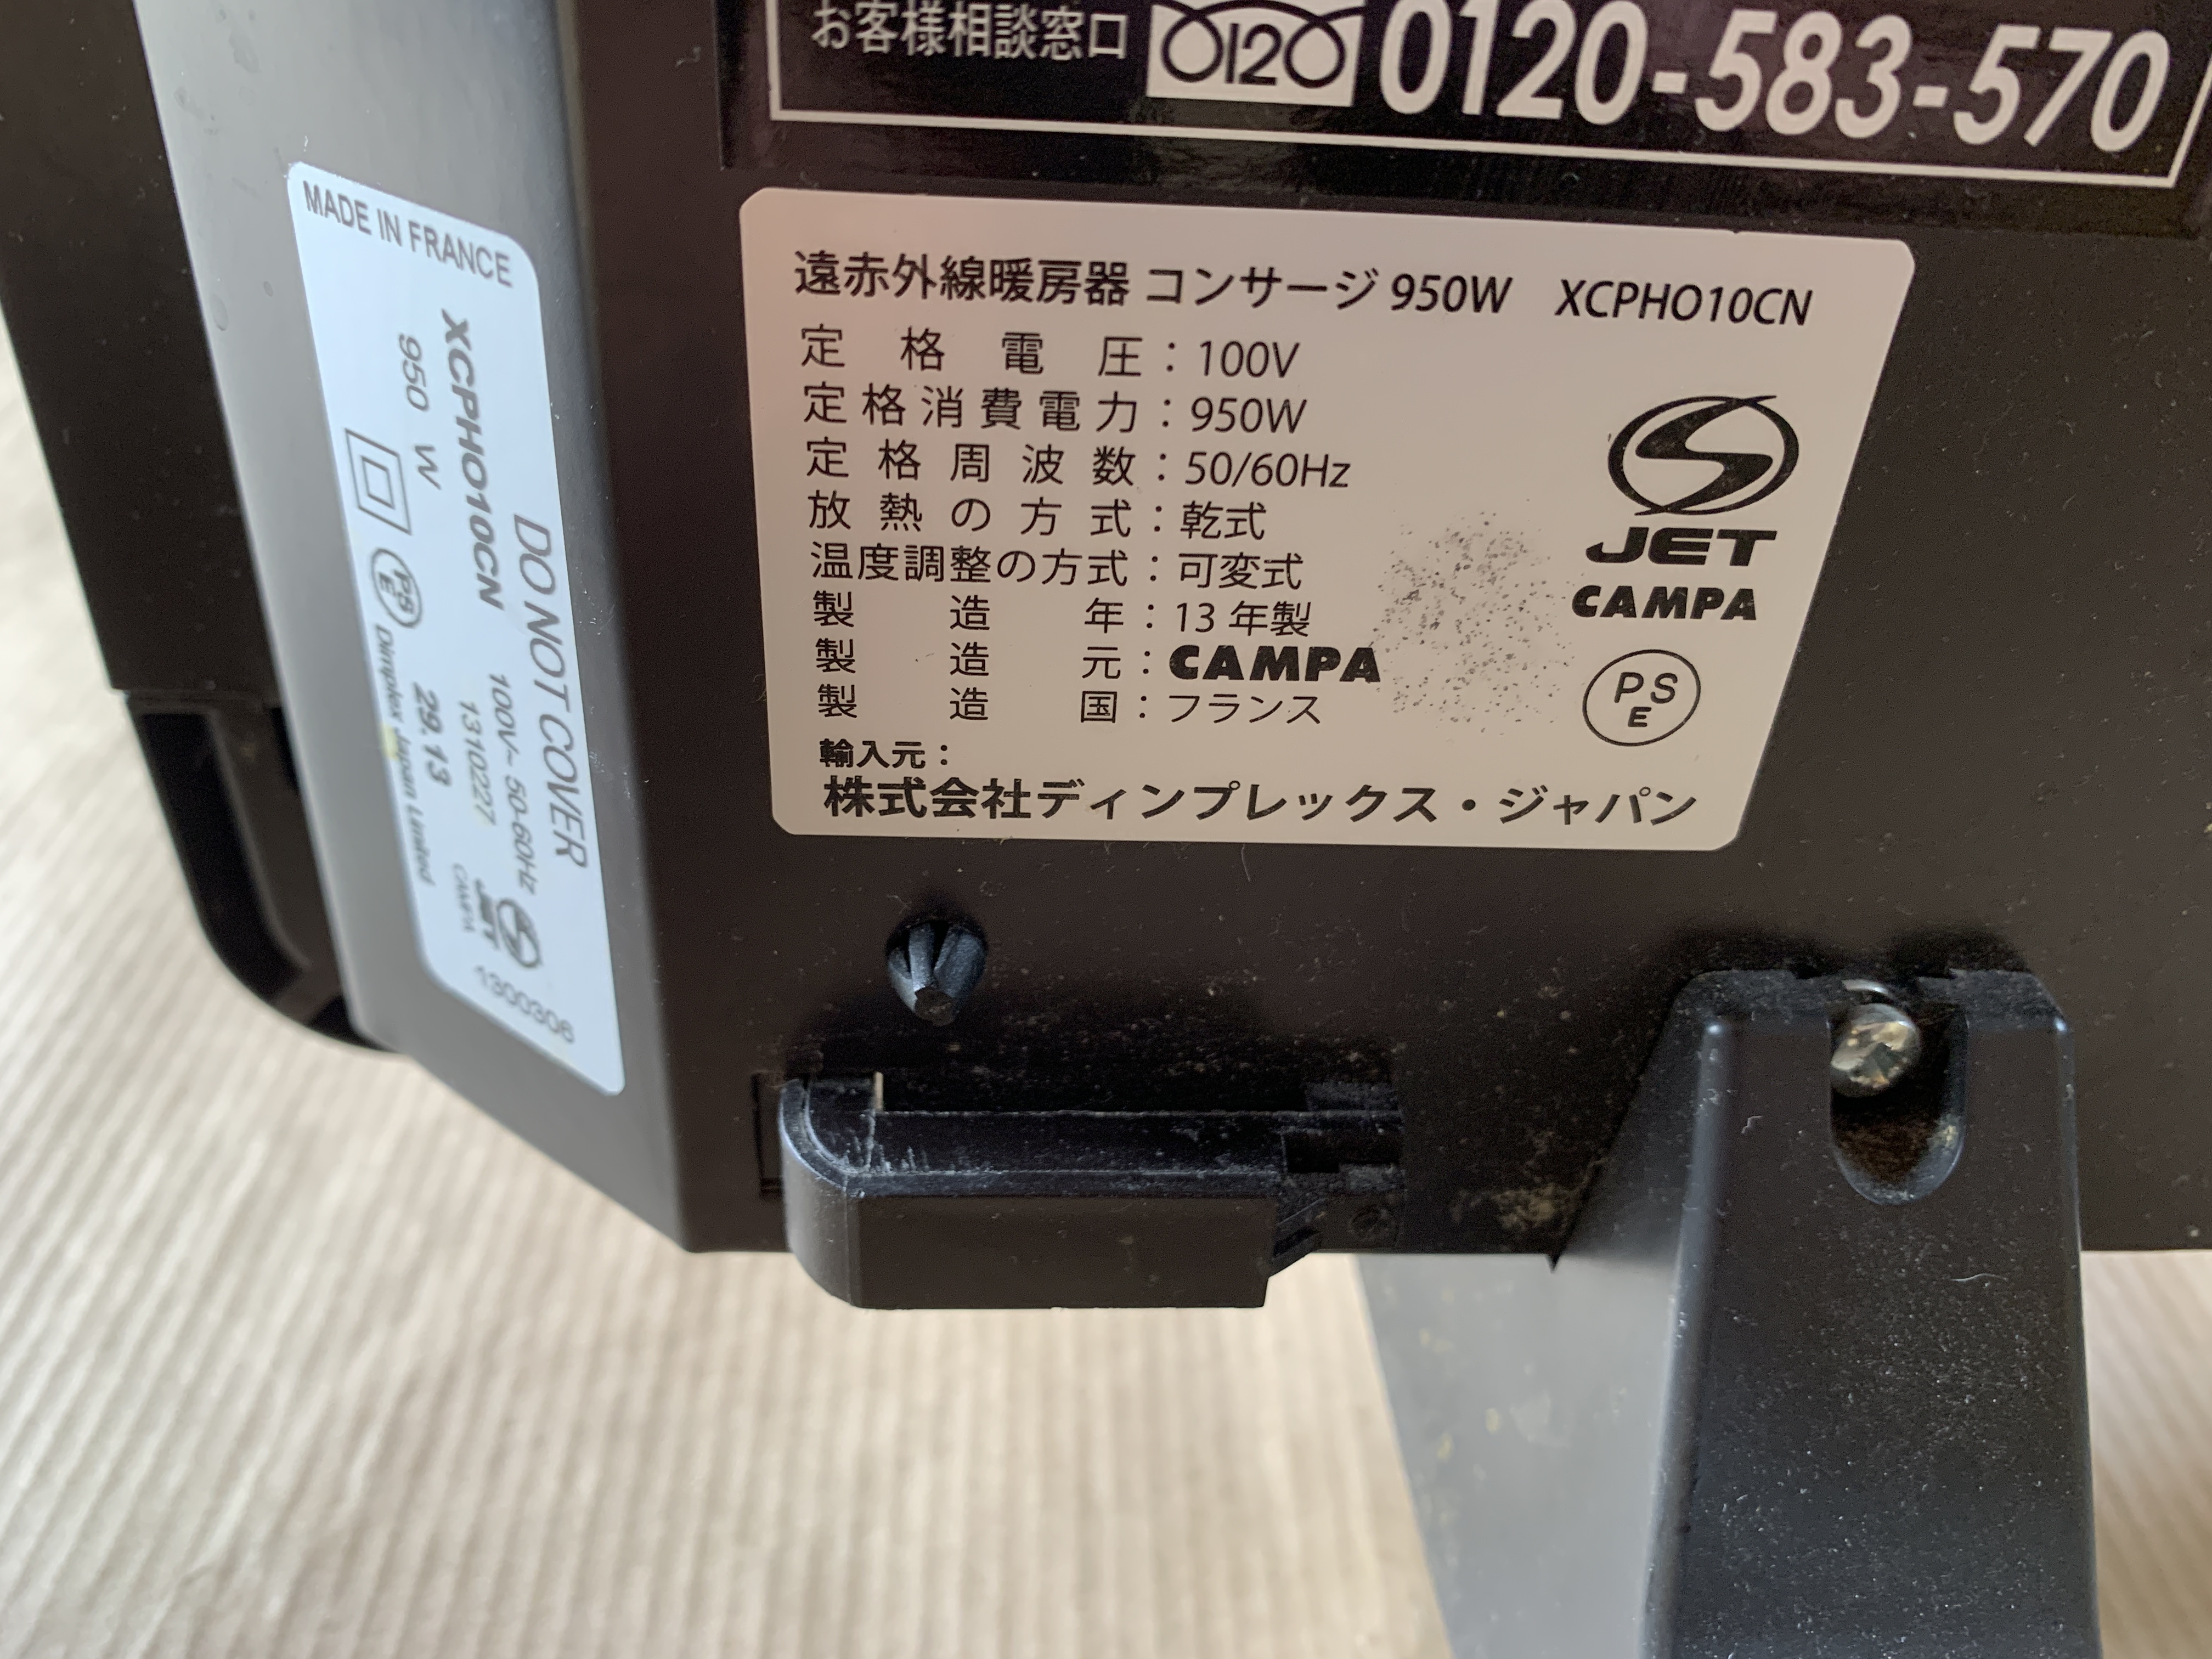 お客様相談窓口 0120 0120-583-570
遠赤外線暖房器 コンサージ 950W XCPHO10CN
定格電圧：100V
定格消費電力：950W
定格周波数：50/60Hz
放熱の方式：乾式
温度調整の方式：可変式
製造年：13年製
製造元：CAMPA
製造国：フランス
輸入元：
株式会社ディンプレックス・ジャパン
S
JET
CAMPA
PS
E
MADE IN FRANCE
DO NOT COVER
XCPHO10CN 100V~ 50-60Hz
950 W 1310227
PS
E
29.13
Dimplex Japan Limited
JET
CAMPA
1300306